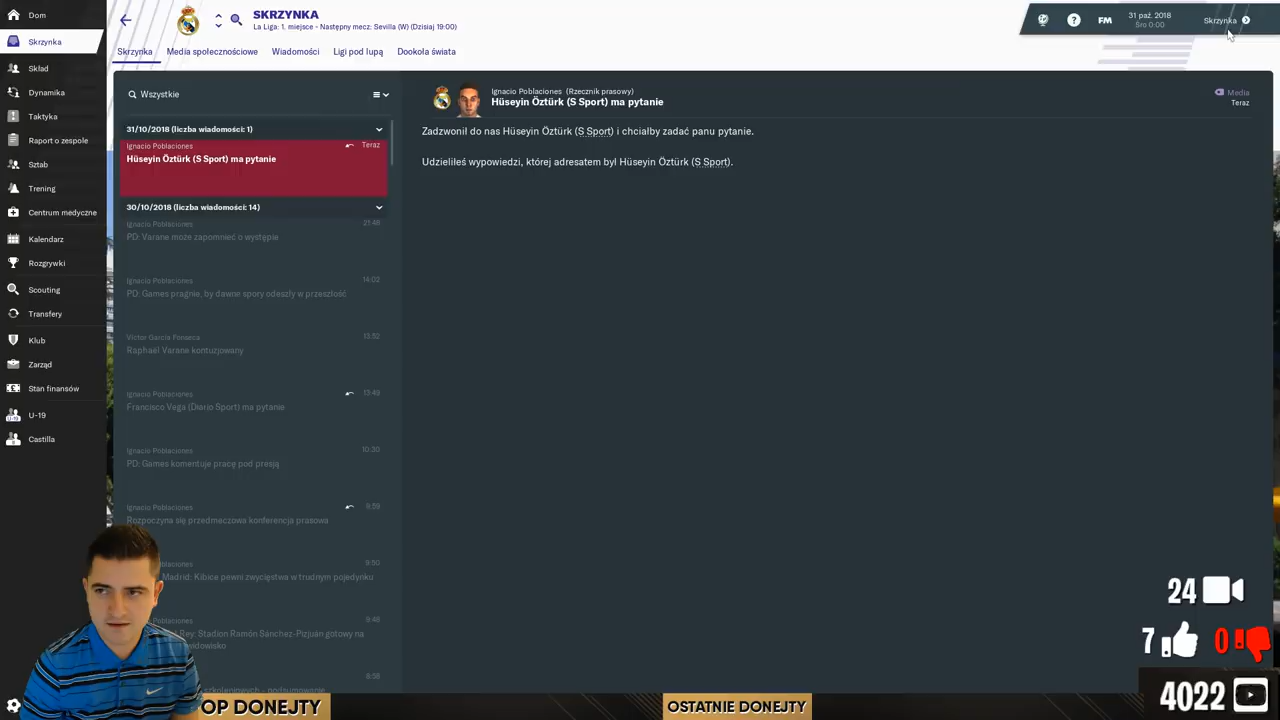 Dom
Skrzynka
Skład
Dynamika
Taktyka
Raport o zespole
Sztab
Trening
Centrum medyczne
Kalendarz
Rozgrywki
Scouting
Transfery
Klub
Zarząd
Stan finansów
U-19
Castilla
SKRZYNKA
La Liga: 1. miejsce - Następny mecz: Sevilla (W) (Dzisiaj 19:00)
FM
31 paź. 2018
Śro 0:00
Skrzynka
Skrzynka
Media społecznościowe
Wiadomości
Ligi pod lupą
Dookoła świata
Wszystkie
31/10/2018 (liczba wiadomości: 1)
Ignacio Poblaciones
Teraz
Hüseyin Öztürk (S Sport) ma pytanie
30/10/2018 (liczba wiadomości: 14)
Ignacio Poblaciones
21:48
PD: Varane może zapomnieć o występie
Ignacio Poblaciones
14:02
PD: Games pragnie, by dawne spory odeszły w przeszłość
Víctor García Fonseca
13:52
Raphaël Varane kontuzjowany
Ignacio Poblaciones
13:49
Francisco Vega (Diario Sport) ma pytanie
Ignacio Poblaciones
10:30
PD: Games komentuje pracę pod presją
Ignacio Poblaciones
9:59
Rozpoczyna się przedmeczowa konferencja prasowa
9:50
Madrid: Kibice pewni zwycięstwa w trudnym pojedynku
9:48
Rey: Stadion Ramón Sánchez-Pizjuán gotowy na
widowisko
8:58
szkoleniowych - podsumowanie
Ignacio Poblaciones (Rzecznik prasowy)
Hüseyin Öztürk (S Sport) ma pytanie
Media
Teraz
Zadzwonił do nas Hüseyin Öztürk (S Sport) i chciałby zadać panu pytanie.
Udzieliłeś wypowiedzi, której adresatem był Hüseyin Öztürk (S Sport).
24
7
0
4022
OP DONEJTY
OSTATNIE DONEJTY